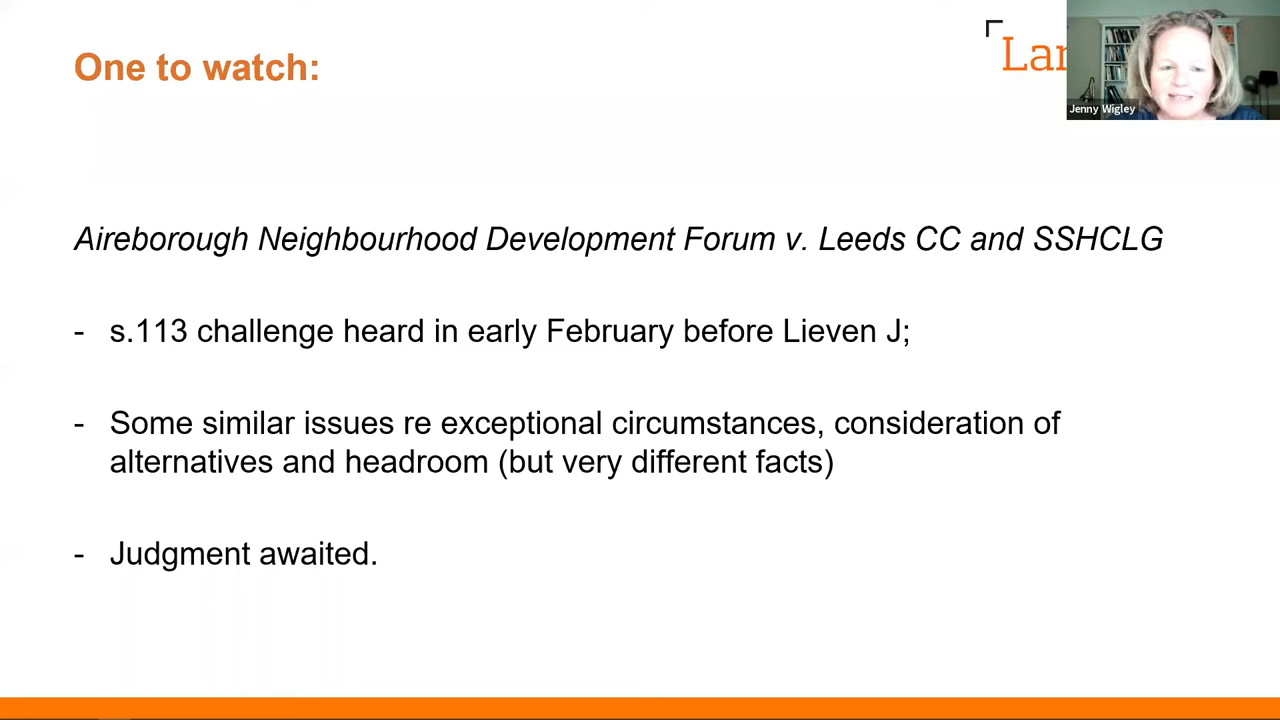 One to watch:
Lar
Jenny Wigley
Aireborough Neighbourhood Development Forum v. Leeds CC and SSHCLG
- s.113 challenge heard in early February before Lieven J;
- Some similar issues re exceptional circumstances, consideration of
alternatives and headroom (but very different facts)
- Judgment awaited.